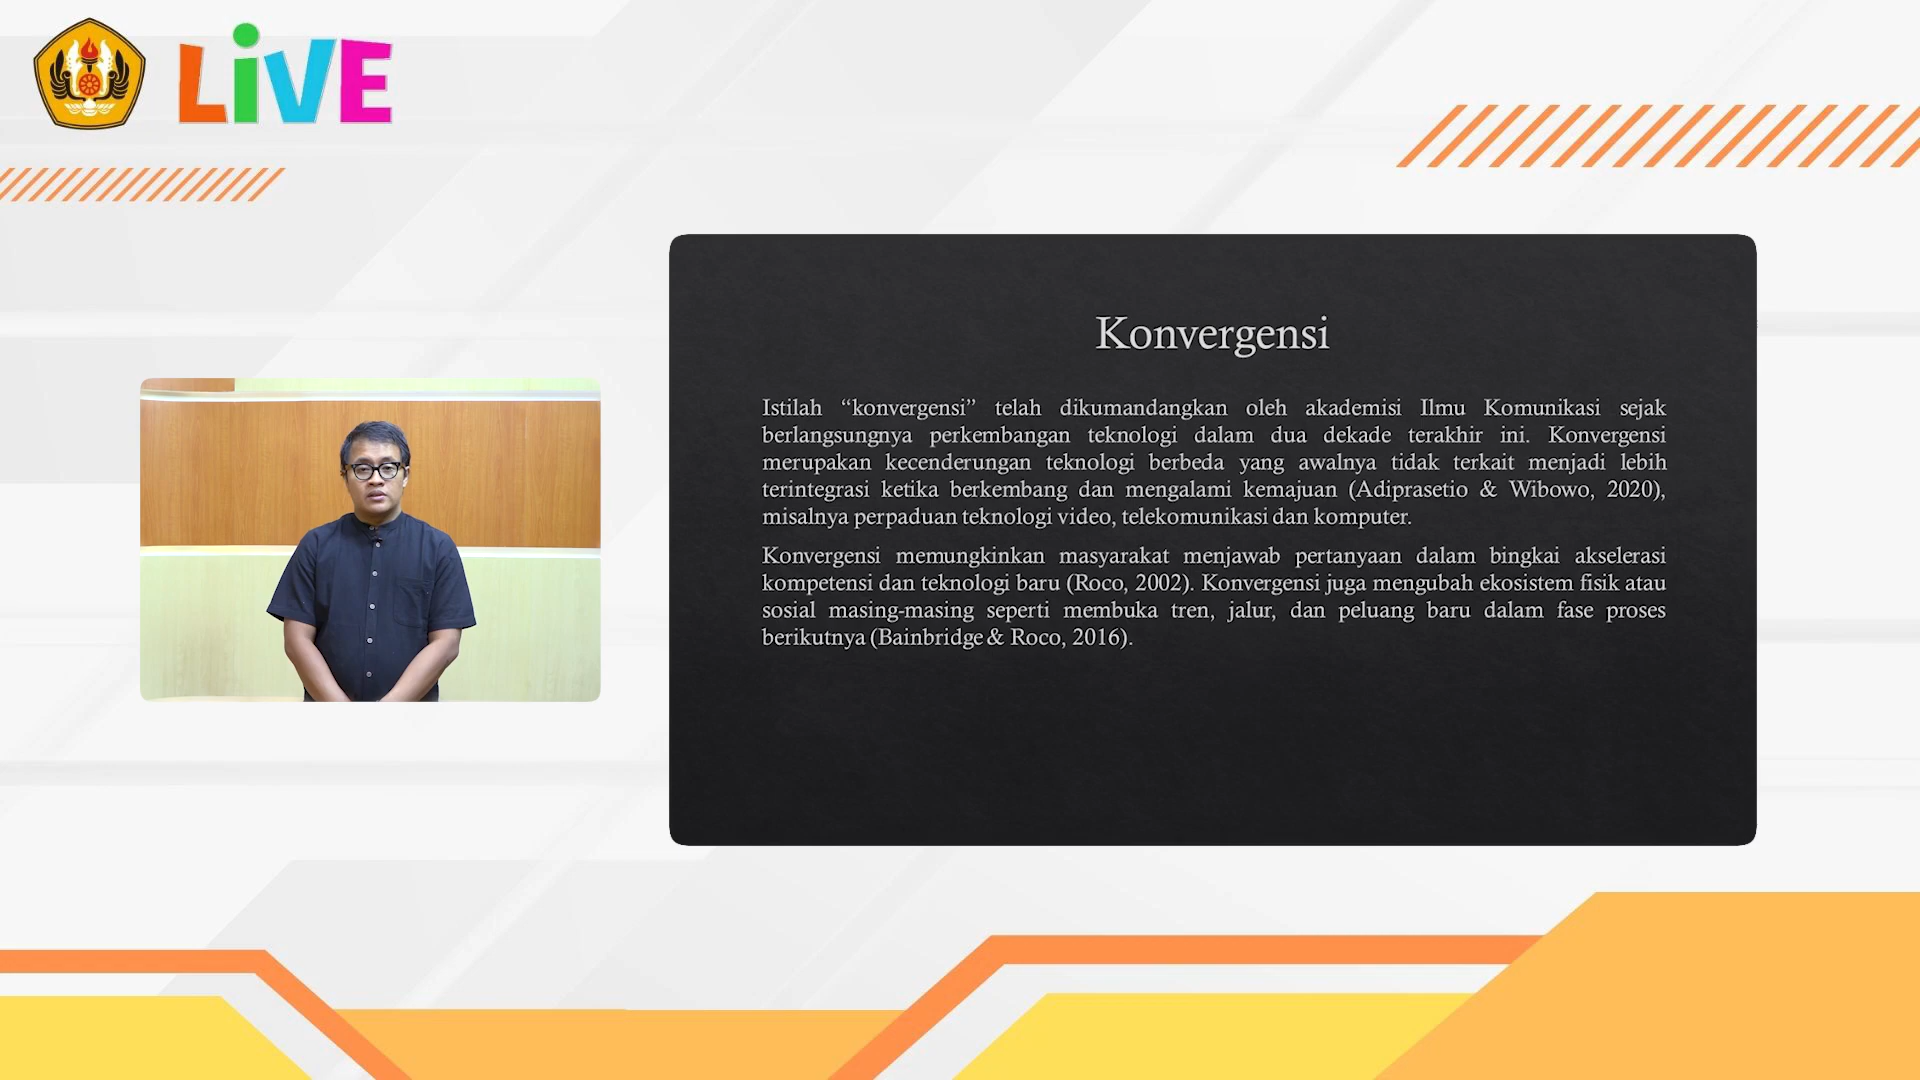 LiVE
Konvergensi
Istilah “konvergensi” telah dikumandangkan oleh akademisi Ilmu Komunikasi sejak
berlangsungnya perkembangan teknologi dalam dua dekade terakhir ini. Konvergensi
merupakan kecenderungan teknologi berbeda yang awalnya tidak terkait menjadi lebih
terintegrasi ketika berkembang dan mengalami kemajuan (Adiprasetio & Wibowo, 2020),
misalnya perpaduan teknologi video, telekomunikasi dan komputer.
Konvergensi memungkinkan masyarakat menjawab pertanyaan dalam bingkai akselerasi
kompetensi dan teknologi baru (Roco, 2002). Konvergensi juga mengubah ekosistem fisik atau
sosial masing-masing seperti membuka tren, jalur, dan peluang baru dalam fase proses
berikutnya (Bainbridge & Roco, 2016).